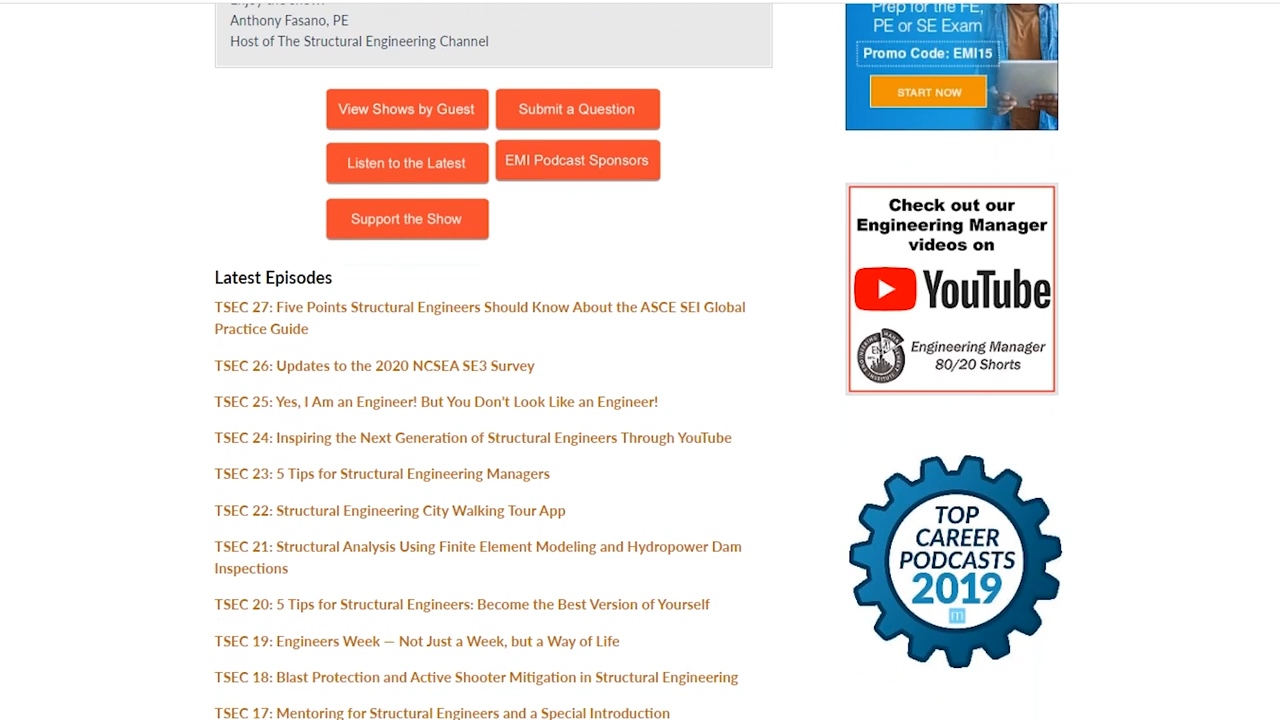 Anthony Fasano, PE
Host of The Structural Engineering Channel
View Shows by Guest
Submit a Question
Listen to the Latest
EMI Podcast Sponsors
Support the Show
Latest Episodes
TSEC 27: Five Points Structural Engineers Should Know About the ASCE SEI Global
Practice Guide
TSEC 26: Updates to the 2020 NCSEA SE3 Survey
TSEC 25: Yes, I Am an Engineer! But You Don't Look Like an Engineer!
TSEC 24: Inspiring the Next Generation of Structural Engineers Through YouTube
TSEC 23: 5 Tips for Structural Engineering Managers
TSEC 22: Structural Engineering City Walking Tour App
TSEC 21: Structural Analysis Using Finite Element Modeling and Hydropower Dam
Inspections
TSEC 20: 5 Tips for Structural Engineers: Become the Best Version of Yourself
TSEC 19: Engineers Week — Not Just a Week, but a Way of Life
TSEC 18: Blast Protection and Active Shooter Mitigation in Structural Engineering
TSEC 17: Mentoring for Structural Engineers and a Special Introduction
Prep for the FE,
PE or SE Exam
Promo Code: EMI15
START NOW
Check out our
Engineering Manager
videos on
YouTube
Engineering Manager
80/20 Shorts
TOP
CAREER
PODCASTS
2019
m